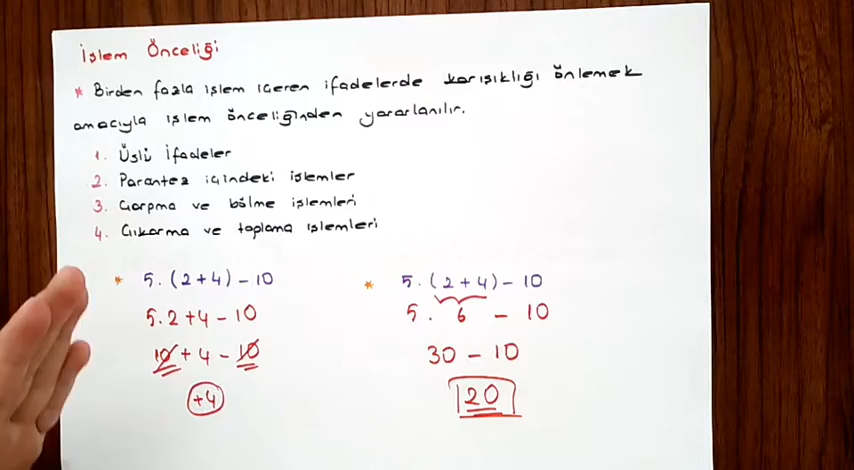 İşlem Önceliği
* Birden fazla işlem içeren ifadelerde karışıklığı önlemek
amacıyla işlem önceliğinden yararlanılır.
1. Üslü İfadeler
2. Parantez içindeki işlemler
3. Çarpma ve bölme işlemleri
4. Çıkarma ve toplama işlemleri
* 5.(2+4)-10
5.2+4-10
10+4-10
+4
* 5.(2+4)-10
5. 6 - 10
30-10
20